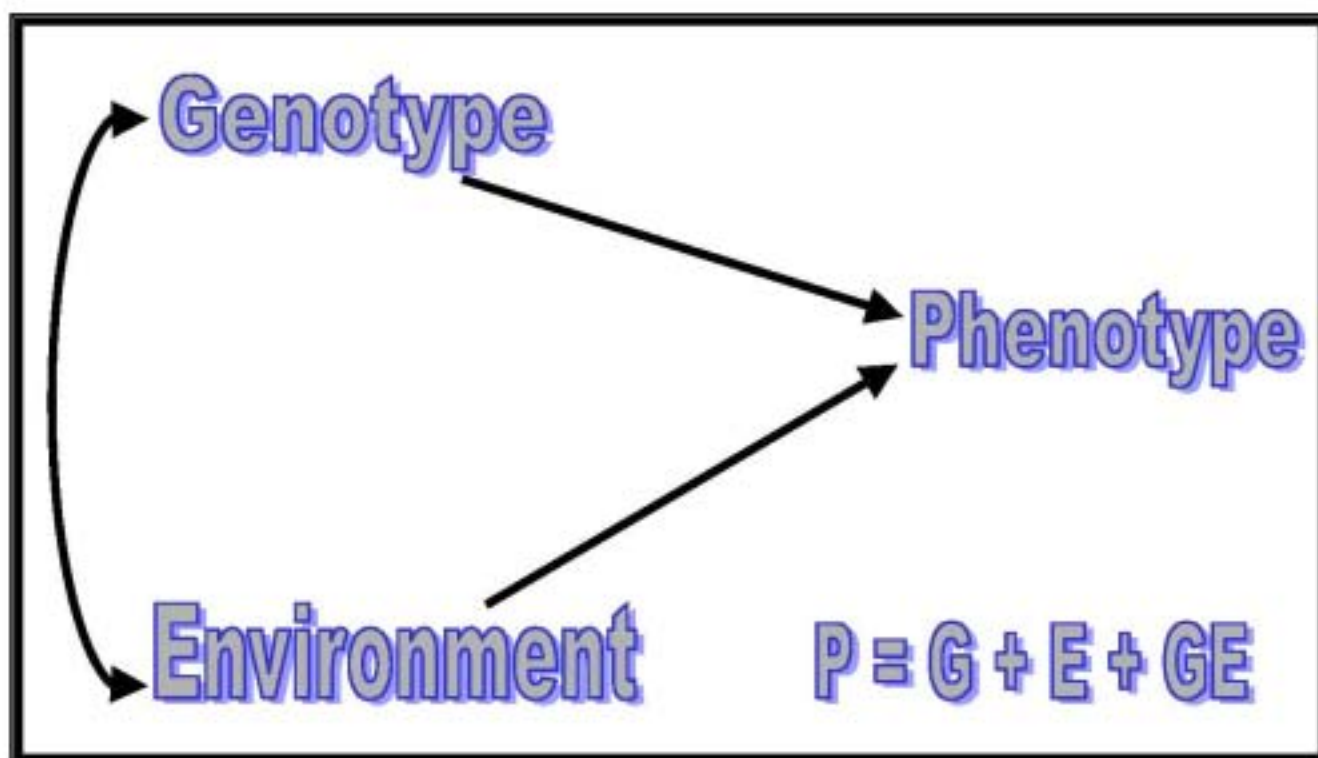 Genotype
Phenotype
Environment
P = G + E + GE